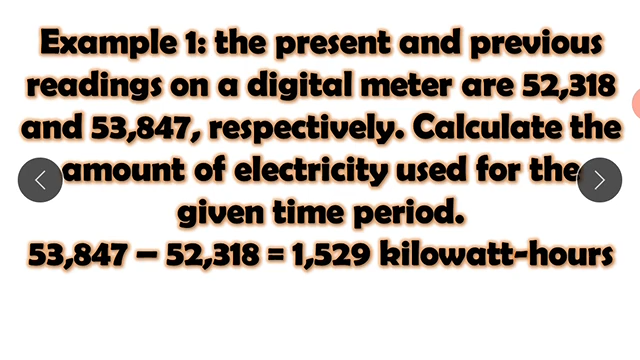 Example 1: the present and previous
readings on a digital meter are 52,318
and 53,847, respectively. Calculate the
amount of electricity used for the
given time period.
53,847 – 52,318 = 1,529 kilowatt-hours